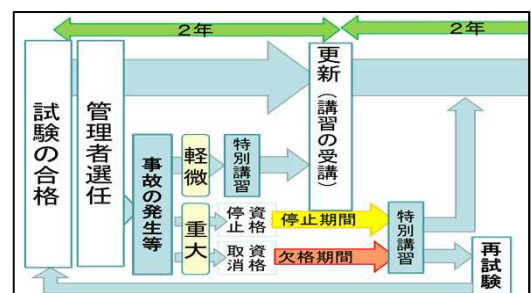 2年
2年
試験の合格
管理者選任
事故の発生等
軽微
特別講習
更新(講習の受講)
重大
資格停止
停止期間
資格取消
欠格期間
特別講習
再試験